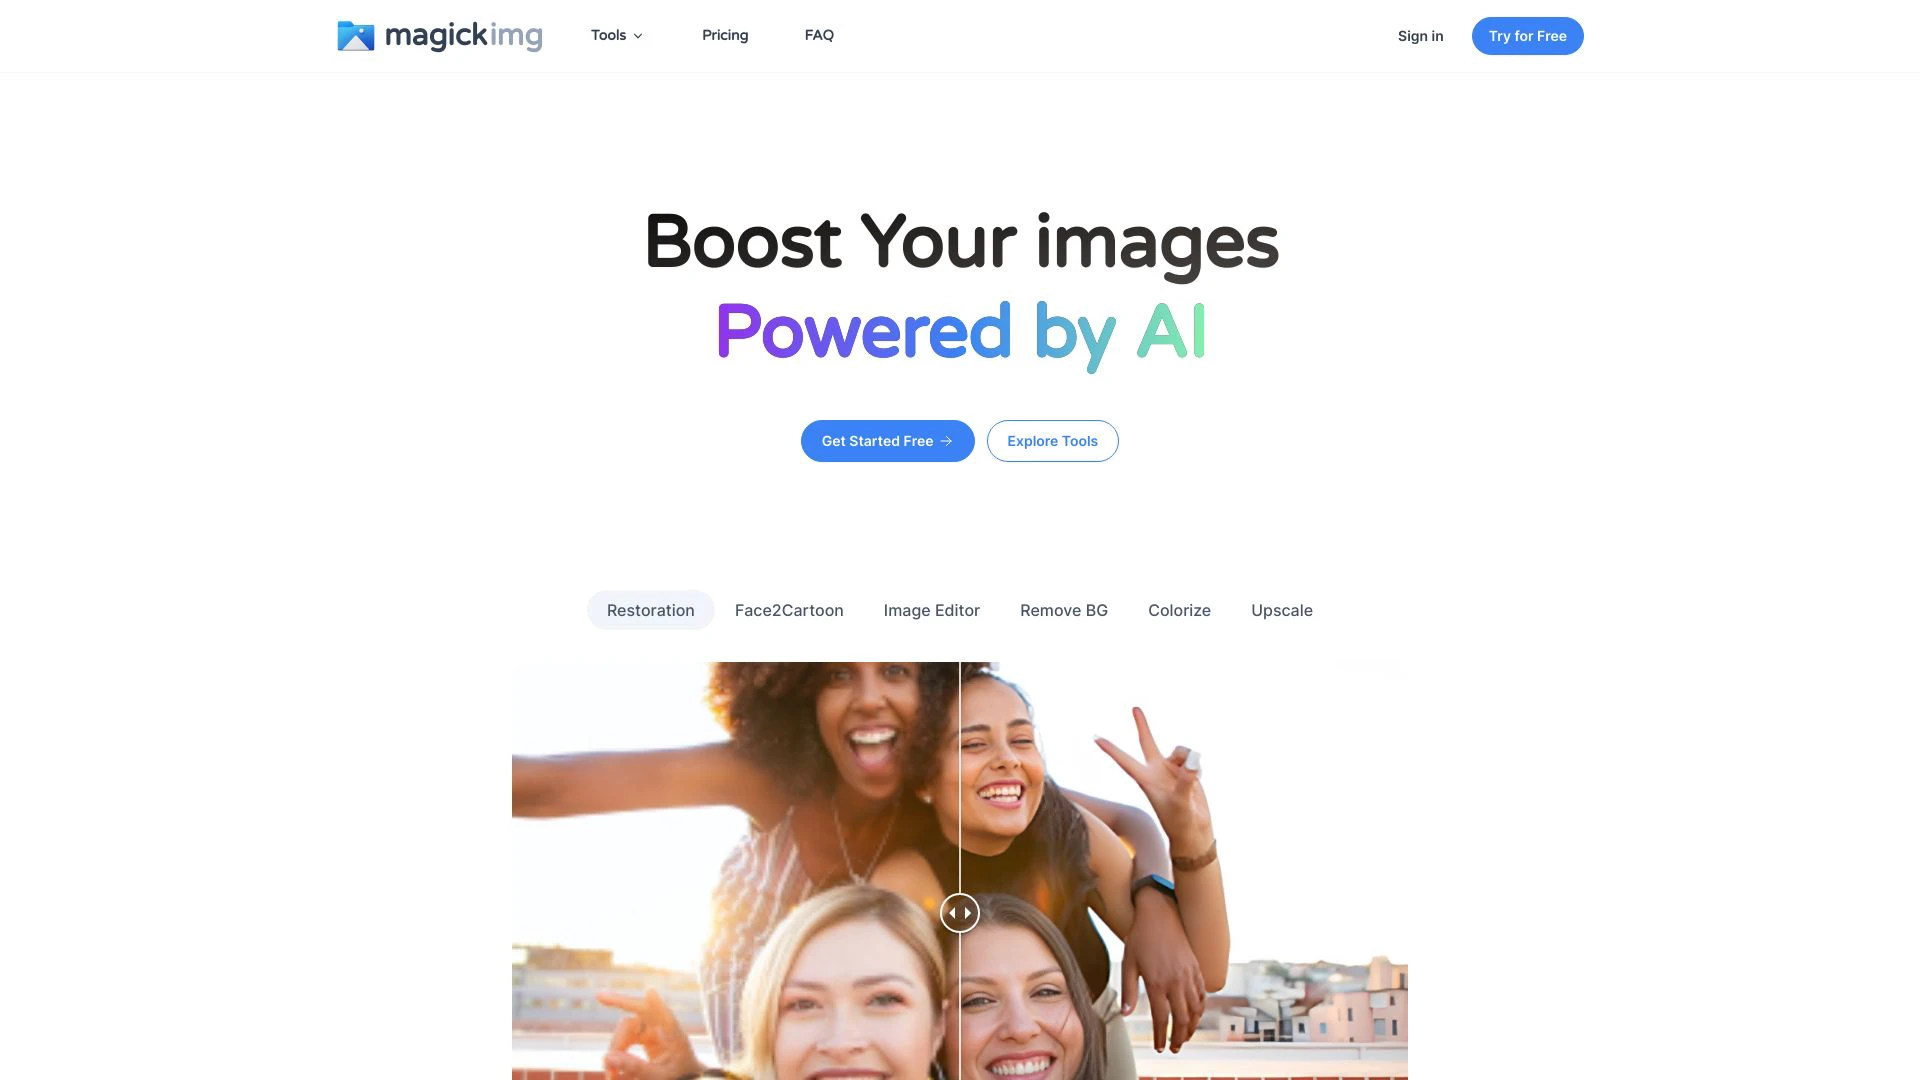 magickimg
Tools
Pricing
FAQ
Sign in
Try for Free
Boost Your images
Powered by AI
Get Started Free
Explore Tools
Restoration
Face2Cartoon
Image Editor
Remove BG
Colorize
Upscale